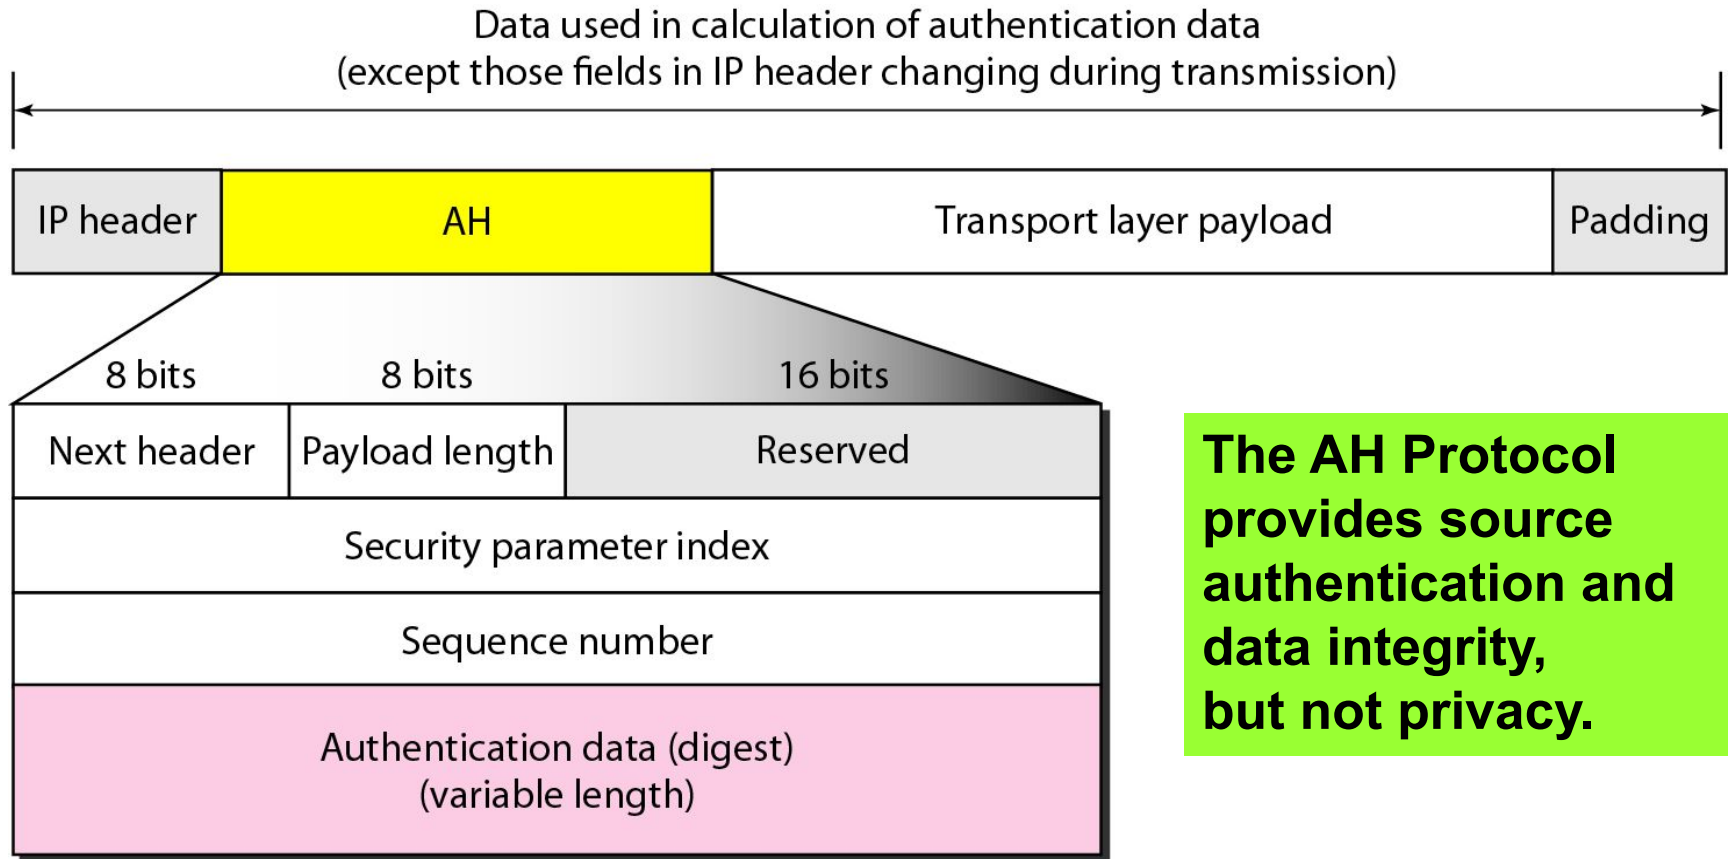 Data used in calculation of authentication data
(except those fields in IP header changing during transmission)
IP header
AH
Transport layer payload
Padding
8 bits
8 bits
16 bits
Next header
Payload length
Reserved
Security parameter index
Sequence number
Authentication data (digest)
(variable length)
The AH Protocol
provides source
authentication and
data integrity,
but not privacy.